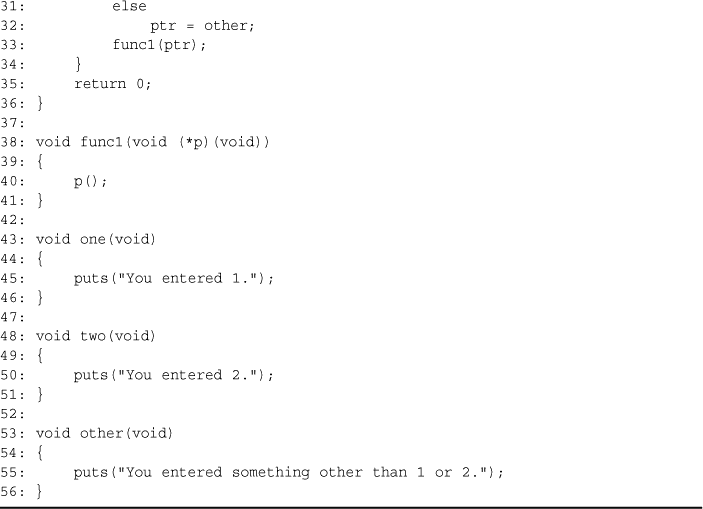 31:         else
32:             ptr = other;
33:         func1(ptr);
34:     }
35:     return 0;
36: }
37:
38: void func1(void (*p)(void))
39: {
40:     p();
41: }
42:
43: void one(void)
44: {
45:     puts("You entered 1.");
46: }
47:
48: void two(void)
49: {
50:     puts("You entered 2.");
51: }
52:
53: void other(void)
54: {
55:     puts("You entered something other than 1 or 2.");
56: }